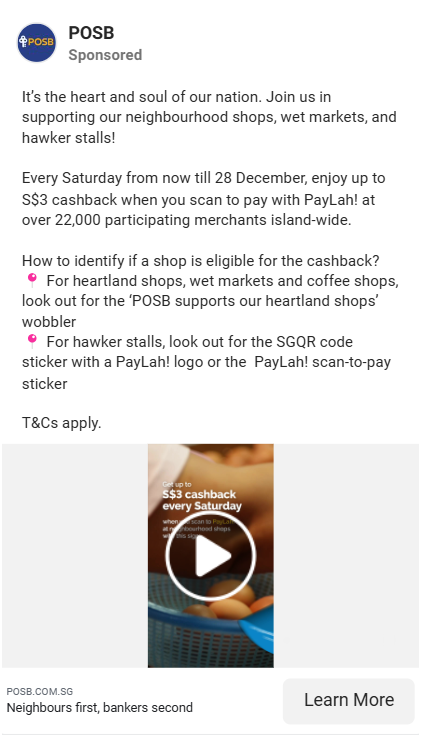 POSB
POSB
Sponsored
It’s the heart and soul of our nation. Join us in
supporting our neighbourhood shops, wet markets, and
hawker stalls!
Every Saturday from now till 28 December, enjoy up to
S$3 cashback when you scan to pay with PayLah! at
over 22,000 participating merchants island-wide.
How to identify if a shop is eligible for the cashback?
📍 For heartland shops, wet markets and coffee shops,
look out for the ‘POSB supports our heartland shops’
wobbler
📍 For hawker stalls, look out for the SGQR code
sticker with a PayLah! logo or the  PayLah! scan-to-pay
sticker
T&Cs apply.
Get up to
S$3 cashback
every Saturday
when you scan to PayLah!
at neighbourhood shops
with this sign
POSB.COM.SG
Neighbours first, bankers second
Learn More